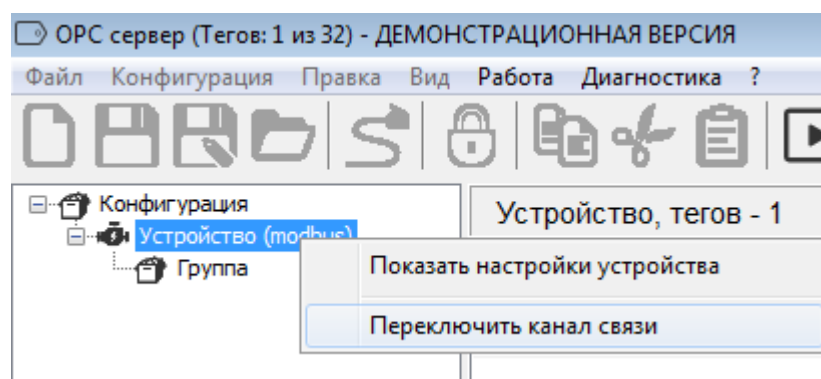 ОРС сервер (Тегов: 1 из 32) - ДЕМОНСТРАЦИОННАЯ ВЕРСИЯ
Файл Конфигурация Правка Вид Работа Диагностика ?
Конфигурация
Устройство, тегов - 1
Устройство (modbus)
Группа
Показать настройки устройства
Переключить канал связи